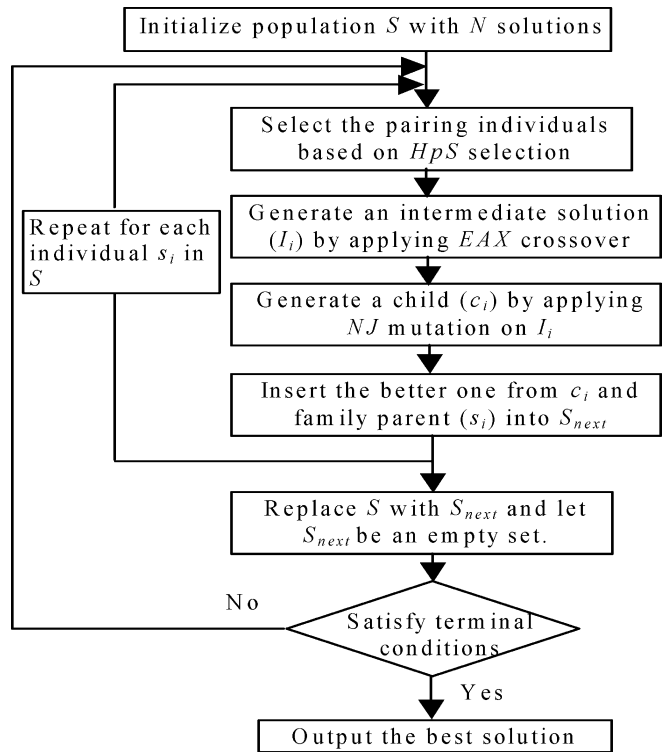 Initialize population S with N solutions
Select the pairing individuals
based on HpS selection
Repeat for each
individual s_i in
S
Generate an intermediate solution
(I_i) by applying EAX crossover
Generate a child (c_i) by applying
NJ mutation on I_i
Insert the better one from c_i and
family parent (s_i) into S_next
Replace S with S_next and let
S_next be an empty set.
No
Satisfy terminal
conditions
Yes
Output the best solution